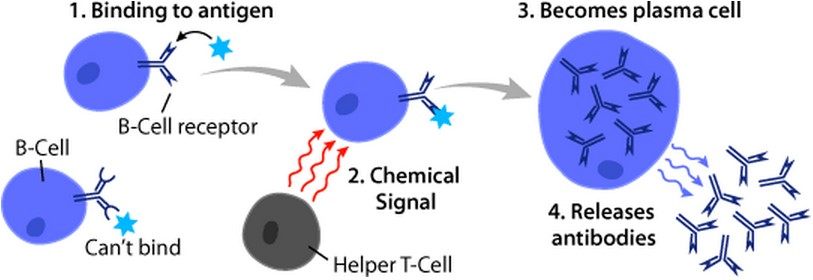 1. Binding to antigen
3. Becomes plasma cell
B-Cell receptor
B-Cell
Can't bind
2. Chemical
Signal
Helper T-Cell
4. Releases
antibodies